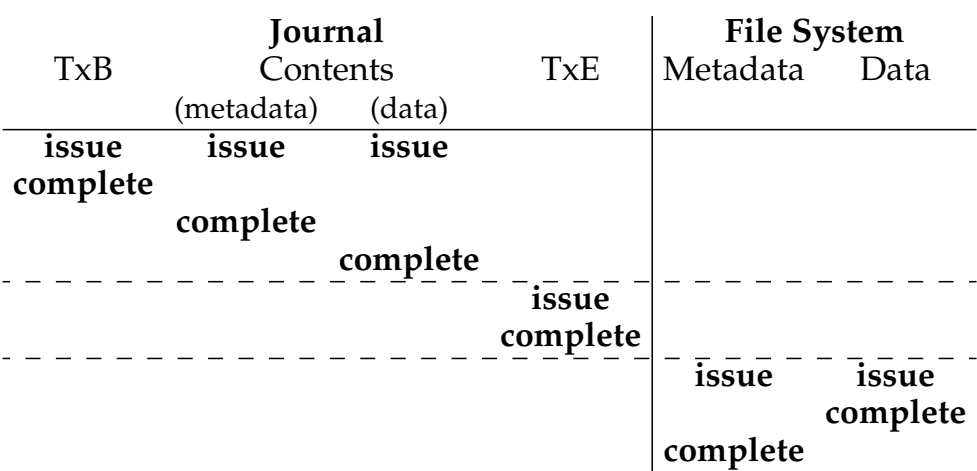 Journal File System
TxB Contents TxE Metadata Data
(metadata) (data)
issue issue issue
complete
complete
complete
issue
complete
issue issue
complete
complete